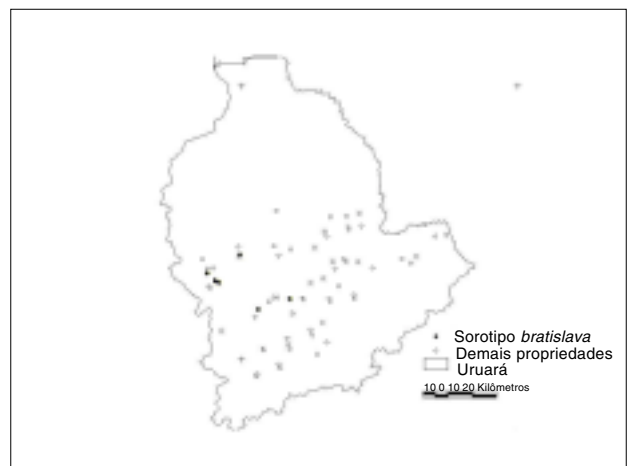 Sorotipo bratislava
Demais propriedades
Uruará
10 0 10 20 Kilômetros